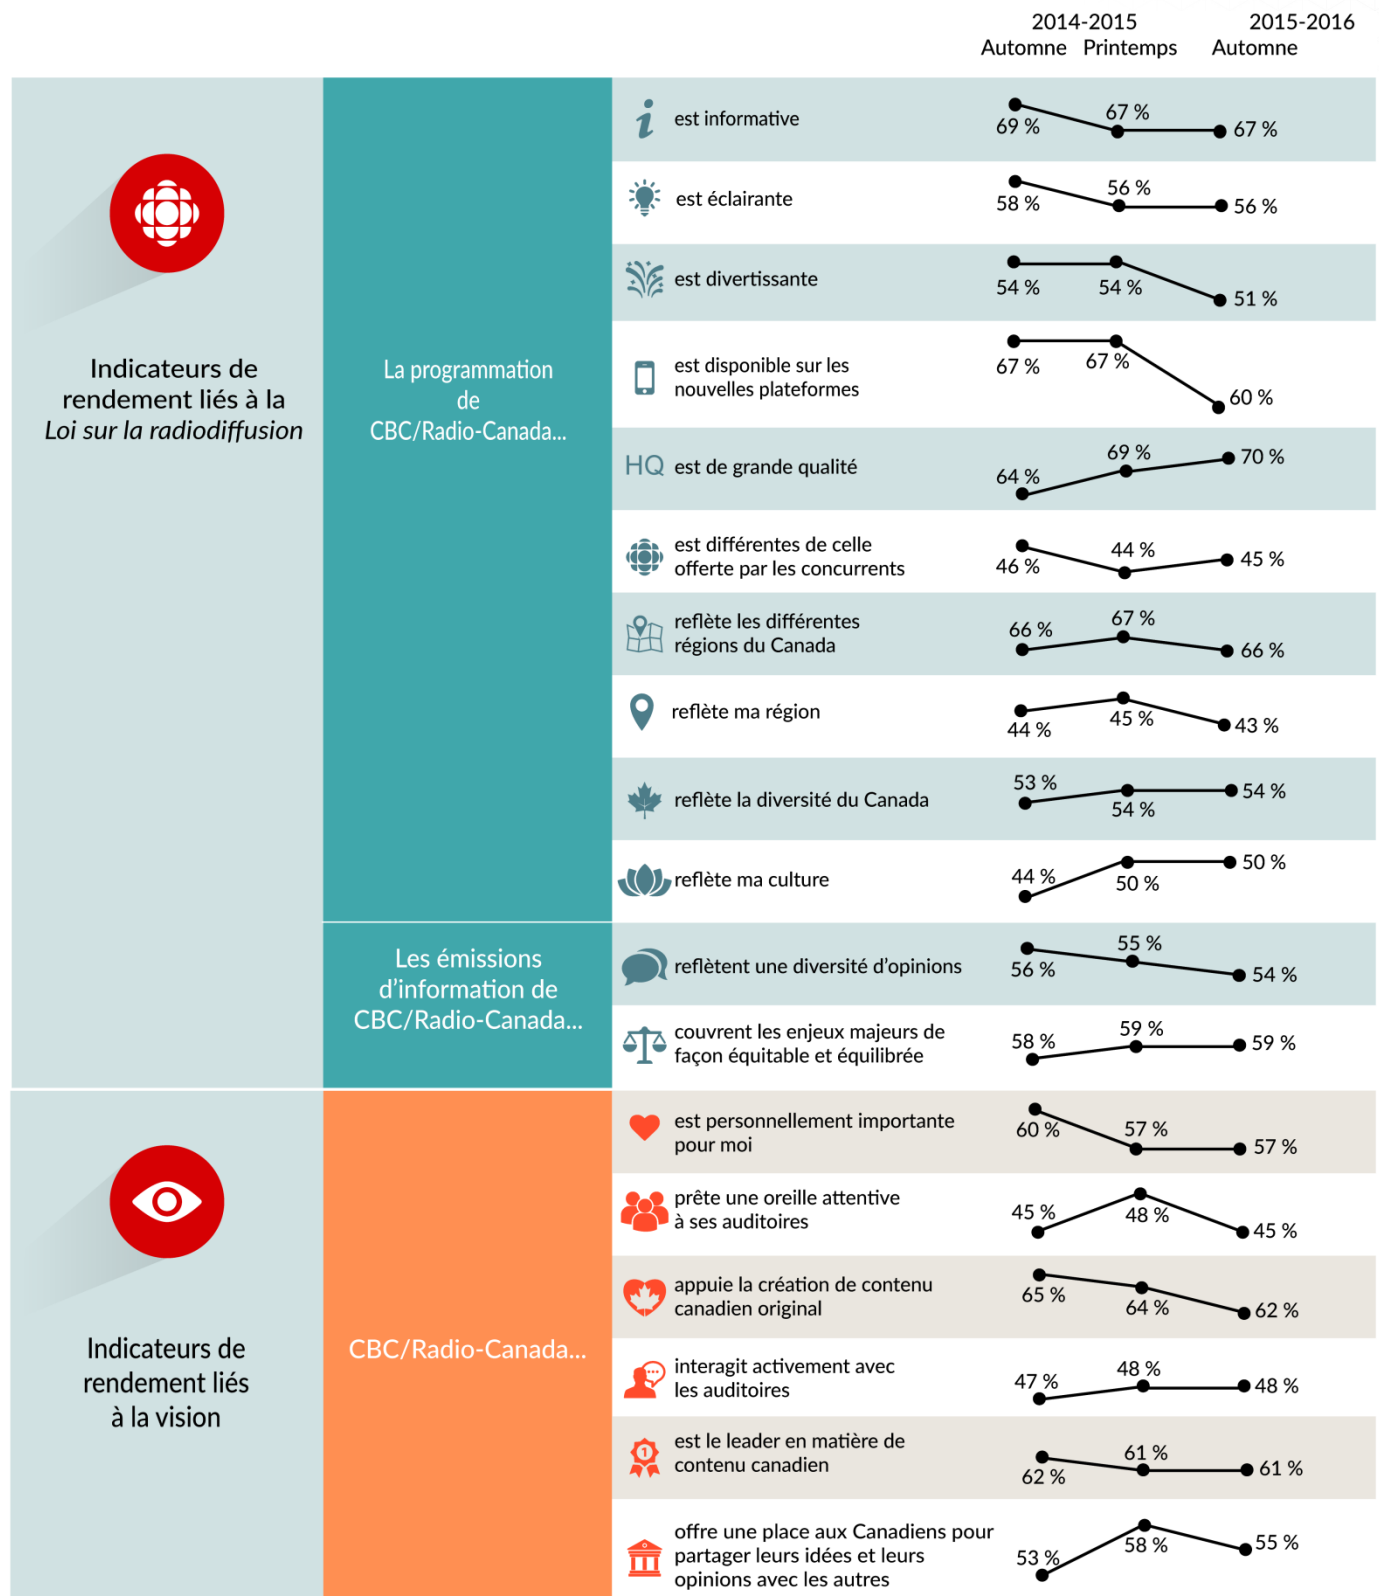 2014-2015 2015-2016
Automne Printemps Automne
Indicateurs de
rendement liés à la
Loi sur la radiodiffusion
La programmation
de
CBC/Radio-Canada...
est informative
69 % 67 % 67 %
est éclairante
58 % 56 % 56 %
est divertissante
54 % 54 % 51 %
est disponible sur les
nouvelles plateformes
67 % 67 % 60 %
HQ est de grande qualité
64 % 69 % 70 %
est différentes de celle
offerte par les concurrents
46 % 44 % 45 %
reflète les différentes
régions du Canada
66 % 67 % 66 %
reflète ma région
44 % 45 % 43 %
reflète la diversité du Canada
53 % 54 % 54 %
reflète ma culture
44 % 50 % 50 %
Les émissions
d'information de
CBC/Radio-Canada...
reflètent une diversité d'opinions
56 % 55 % 54 %
couvrent les enjeux majeurs de
façon équitable et équilibrée
58 % 59 % 59 %
Indicateurs de
rendement liés
à la vision
CBC/Radio-Canada...
est personnellement importante
pour moi
60 % 57 % 57 %
prête une oreille attentive
à ses auditoires
45 % 48 % 45 %
appuie la création de contenu
canadien original
65 % 64 % 62 %
interagit activement avec
les auditoires
47 % 48 % 48 %
1
est le leader en matière de
contenu canadien
62 % 61 % 61 %
offre une place aux Canadiens pour
partager leurs idées et leurs
opinions avec les autres
53 % 58 % 55 %